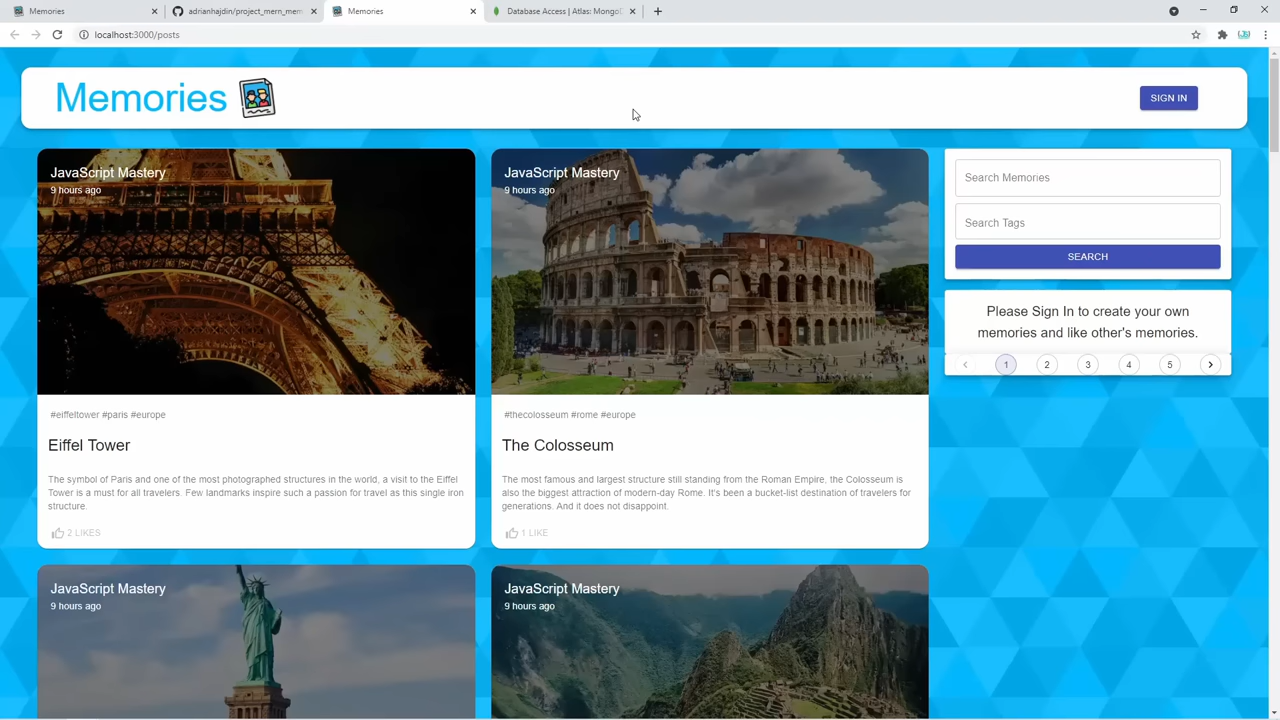 Memories
adrianhajdin/project_mern_mem
Memories
Database Access | Atlas: MongoD
localhost:3000/posts
Memories
SIGN IN
JavaScript Mastery
9 hours ago
#eiffeltower #paris #europe
Eiffel Tower
The symbol of Paris and one of the most photographed structures in the world, a visit to the Eiffel
Tower is a must for all travelers. Few landmarks inspire such a passion for travel as this single iron
structure.
2 LIKES
JavaScript Mastery
9 hours ago
#thecolosseum #rome #europe
The Colosseum
The most famous and largest structure still standing from the Roman Empire, the Colosseum is
also the biggest attraction of modern-day Rome. It's been a bucket-list destination of travelers for
generations. And it does not disappoint.
1 LIKE
Search Memories
Search Tags
SEARCH
Please Sign In to create your own
memories and like other's memories.
1 2 3 4 5
JavaScript Mastery
9 hours ago
JavaScript Mastery
9 hours ago